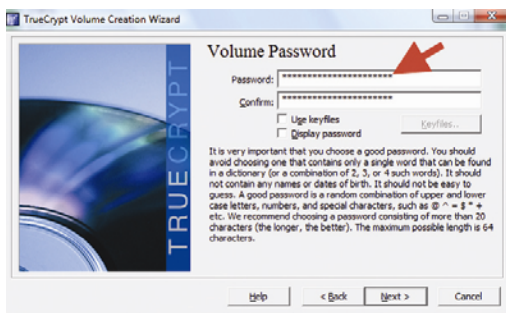 TrueCrypt Volume Creation Wizard
TRUECRYPT
Volume Password
Password: ************************
Confirm: ************************
Use keyfiles
Keyfiles..
Display password
It is very important that you choose a good password. You should
avoid choosing one that contains only a single word that can be found
in a dictionary (or a combination of 2, 3, or 4 such words). It should
not contain any names or dates of birth. It should not be easy to
guess. A good password is a random combination of upper and lower
case letters, numbers, and special characters, such as @ ^ = $ * +
etc. We recommend choosing a password consisting of more than 20
characters (the longer, the better). The maximum possible length is 64
characters.
Help
< Back
Next >
Cancel